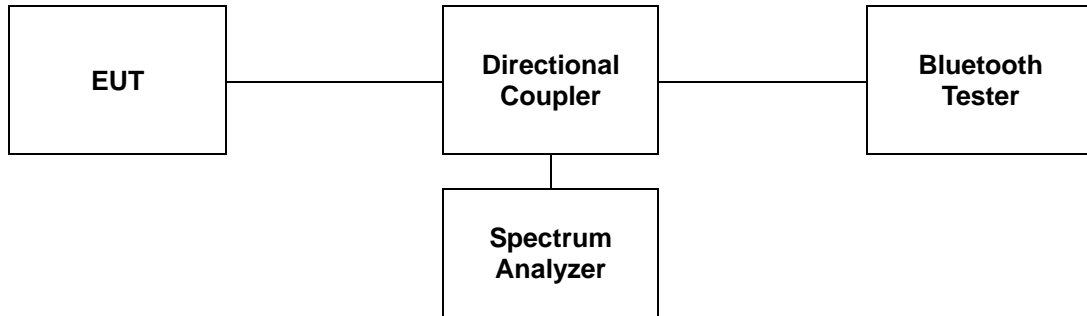 EUT
Directional
Coupler
Bluetooth
Tester
Spectrum
Analyzer